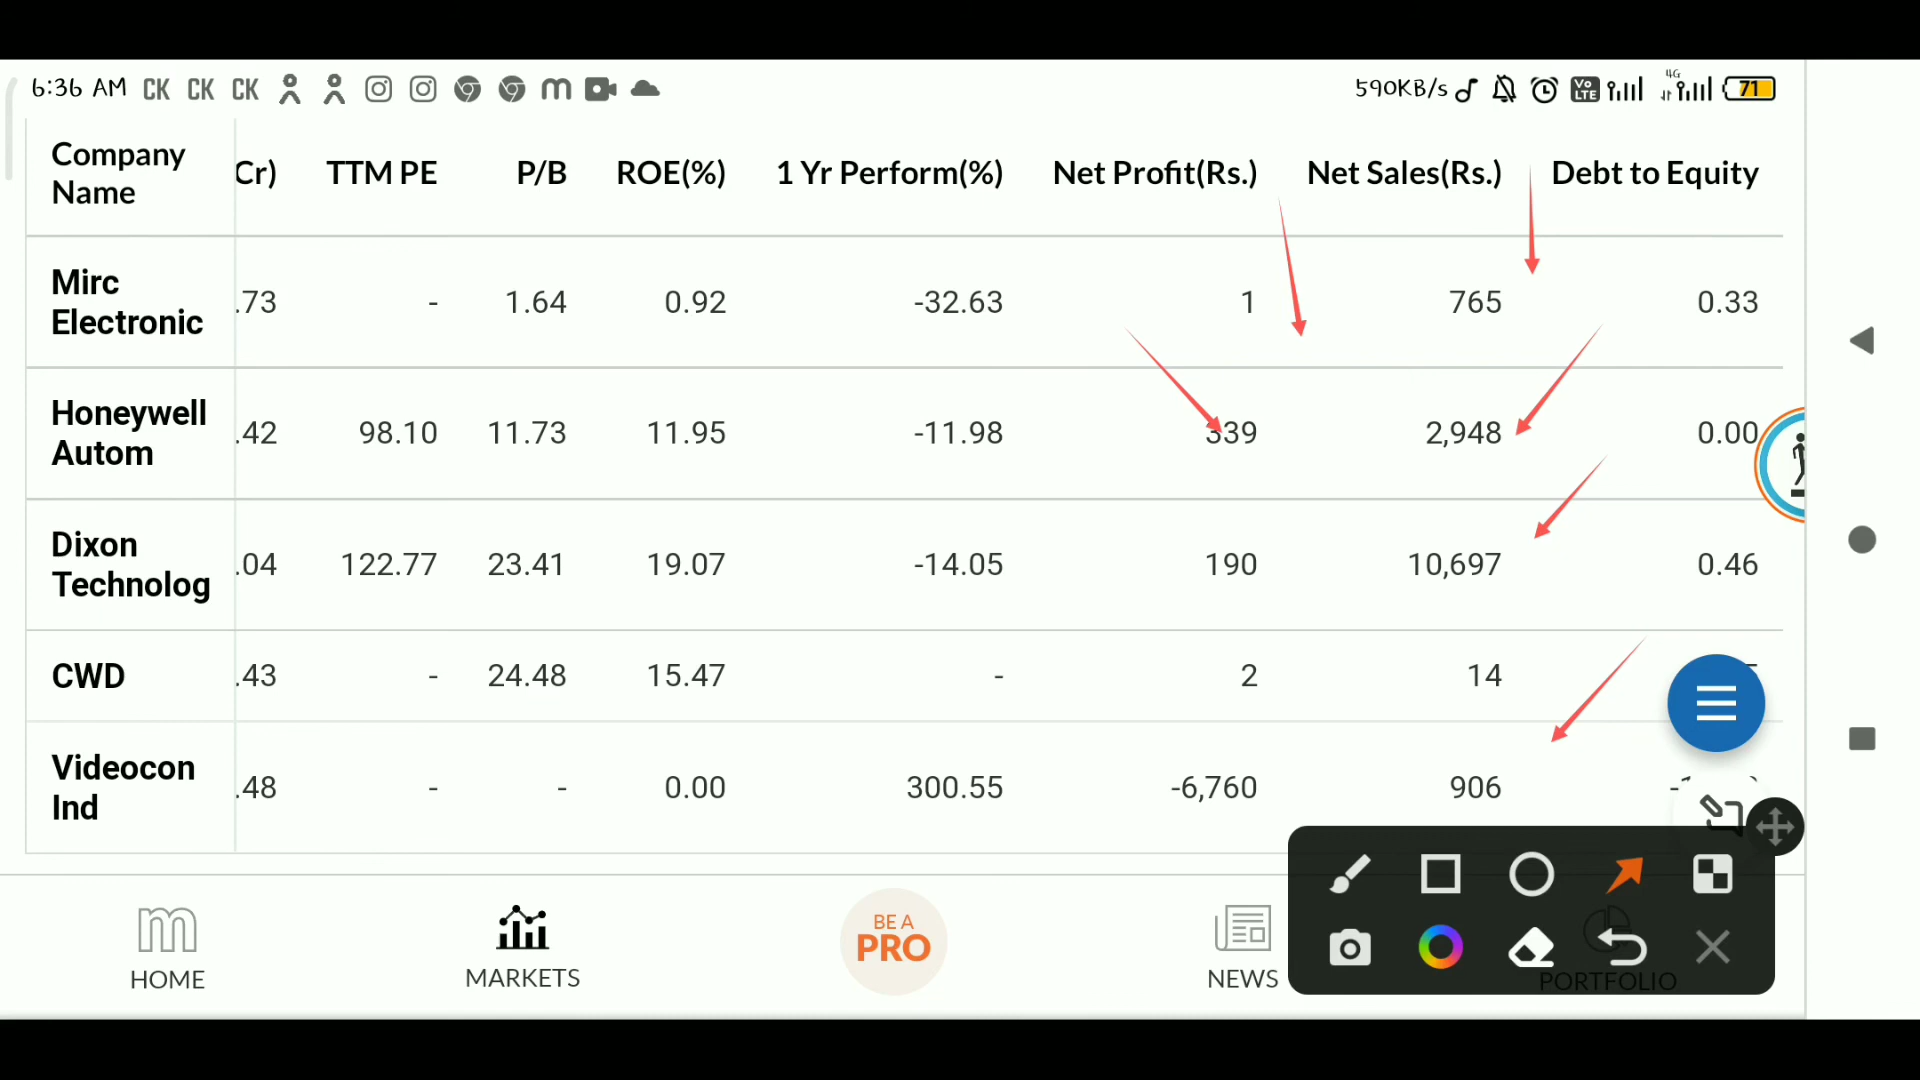 6:36 AM CK CK CK 590KB/s Vo LTE 4G 71
Company Name Cr) TTM PE P/B ROE(%) 1 Yr Perform(%) Net Profit(Rs.) Net Sales(Rs.) Debt to Equity
Mirc Electronic .73 - 1.64 0.92 -32.63 1 765 0.33
Honeywell Autom .42 98.10 11.73 11.95 -11.98 339 2,948 0.00
Dixon Technolog .04 122.77 23.41 19.07 -14.05 190 10,697 0.46
CWD .43 - 24.48 15.47 - 2 14
Videocon Ind .48 - - 0.00 300.55 -6,760 906
BE A
PRO
HOME MARKETS NEWS PORTFOLIO